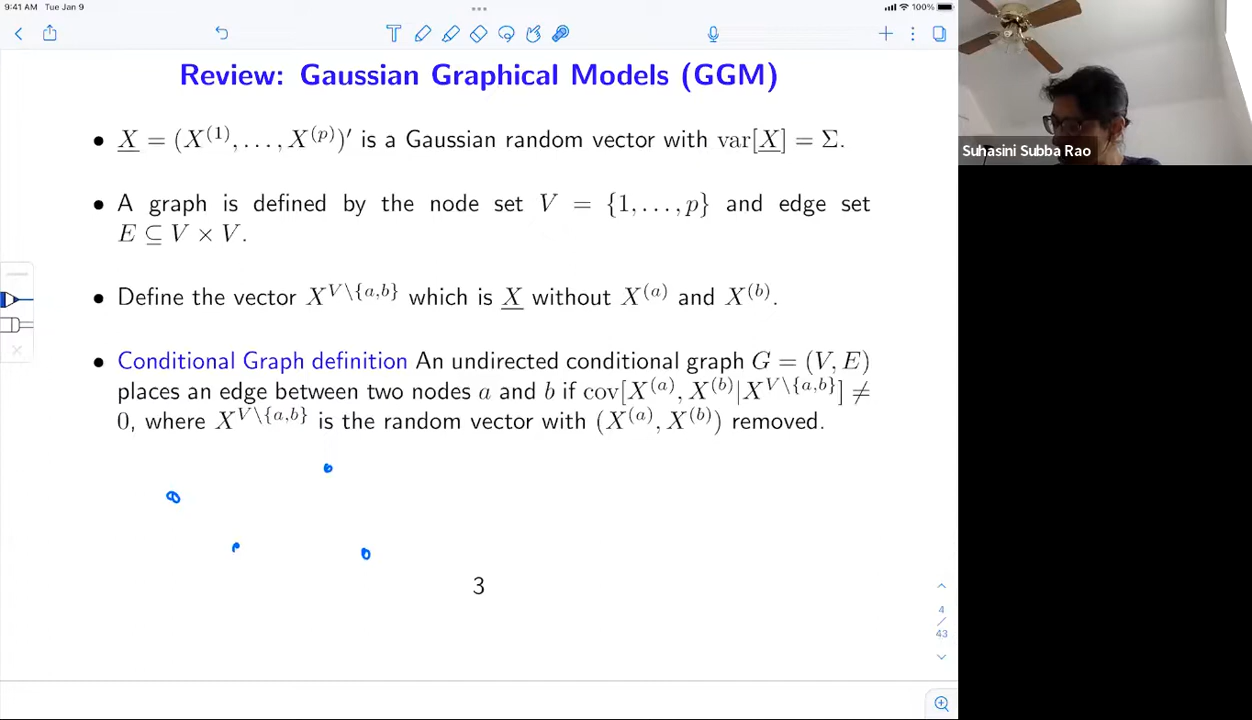 9:41 AM Tue Jan 9
100%
Review: Gaussian Graphical Models (GGM)
• X = (X^(1), . . . , X^(p))′ is a Gaussian random vector with var[X] = Σ.
• A graph is defined by the node set V = {1, . . . , p} and edge set
E ⊆ V × V.
• Define the vector X^{V\{a,b}} which is X without X^(a) and X^(b).
• Conditional Graph definition An undirected conditional graph G = (V, E)
places an edge between two nodes a and b if cov[X^(a), X^(b)|X^{V\{a,b}}] ≠
0, where X^{V\{a,b}} is the random vector with (X^(a), X^(b)) removed.
3
4
/
43
Suhasini Subba Rao